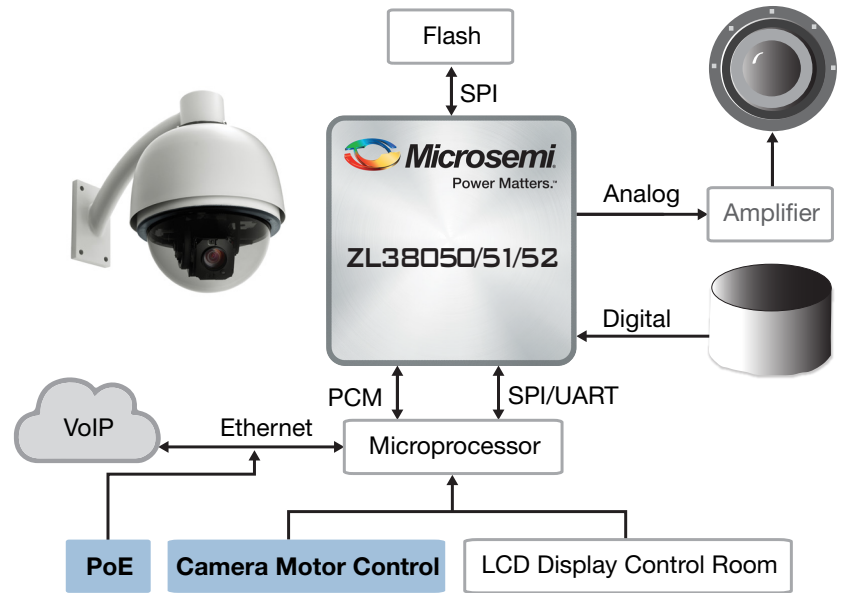 Flash
SPI
Microsemi
Power Matters.™
ZL38050/51/52
Analog
Amplifier
Digital
PCM
SPI/UART
VoIP
Ethernet
Microprocessor
PoE
Camera Motor Control
LCD Display Control Room